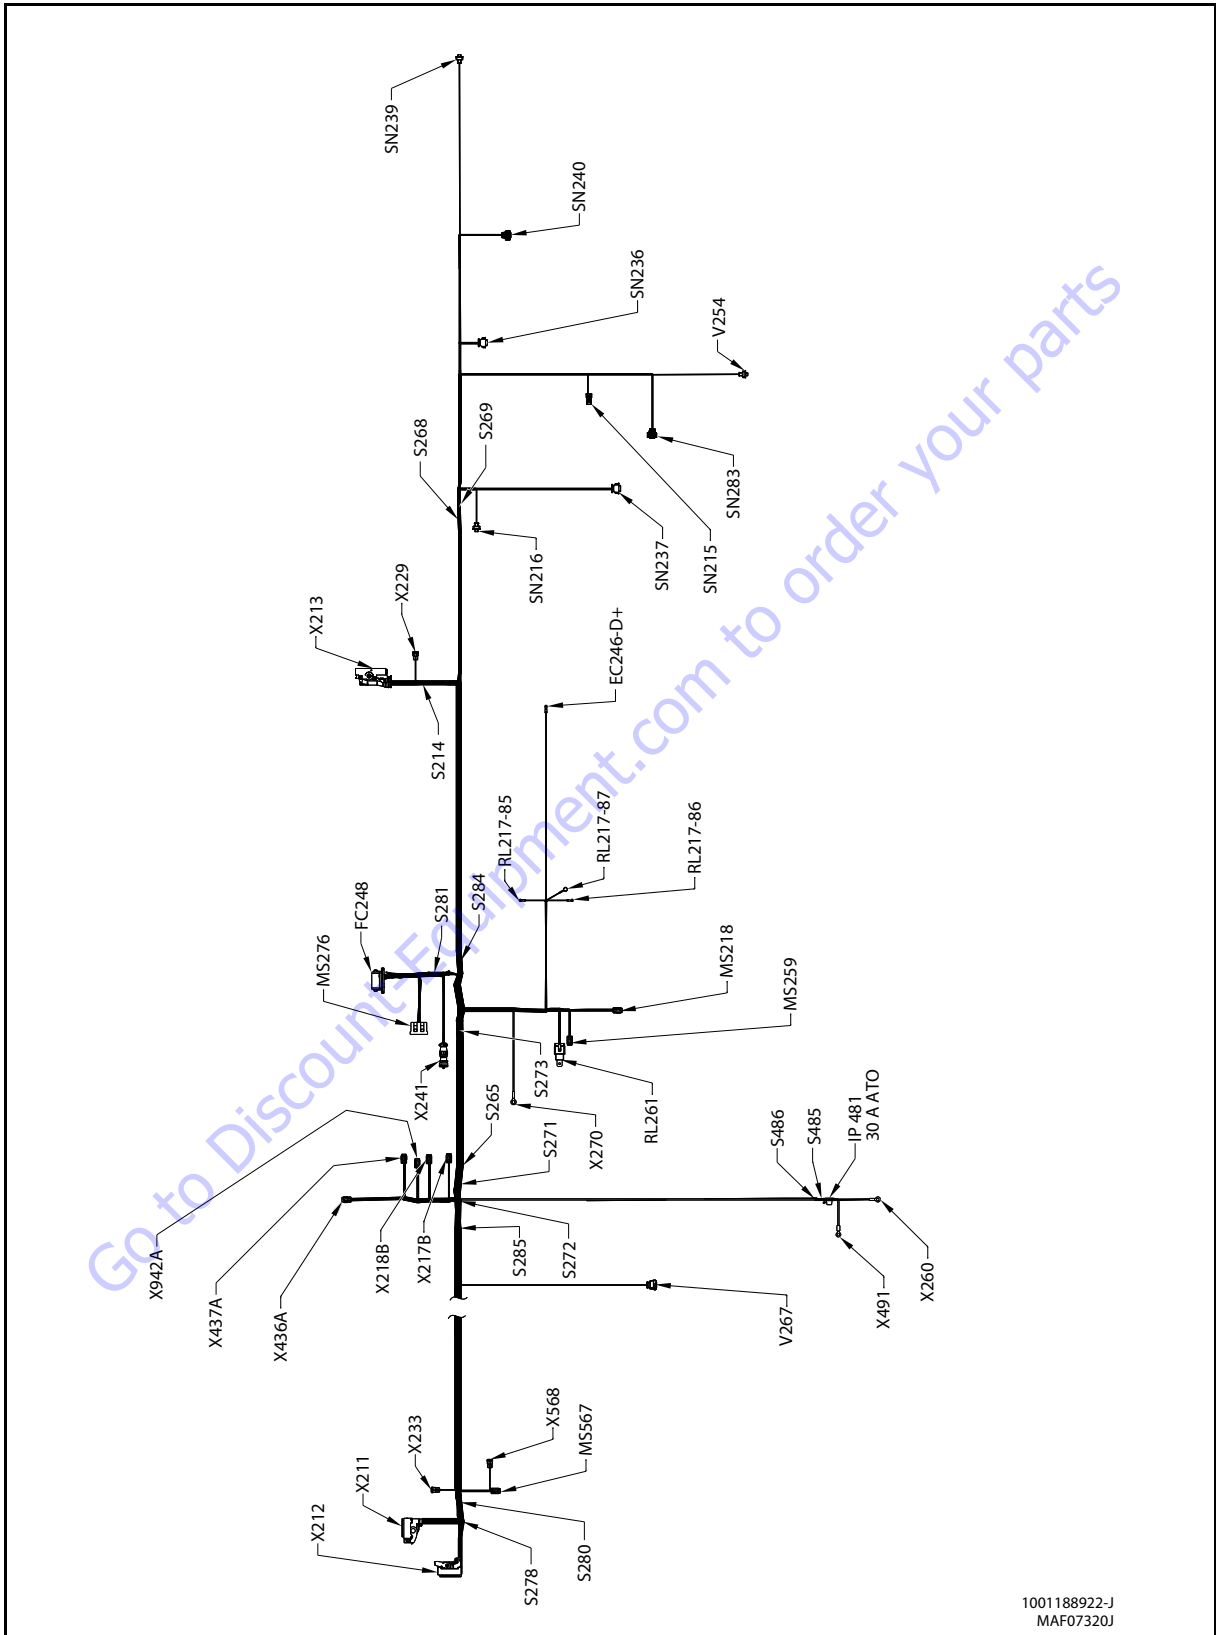 SN239
SN240
SN236
V254
S268
S269
SN283
SN215
SN237
SN216
X213
X229
S214
EC246-D+
RL217-85
RL217-87
RL217-86
FC248
S281
S284
MS276
MS218
MS259
X241
S273
RL261
X270
S265
S271
IP 481
30 A ATO
S485
S486
X942A
X437A
X436A
X218B
X217B
S285
S272
X260
X491
V267
X233
X568
MS567
X211
X212
S280
S278
Go to Discount-Equipment.com to order your parts
1001188922-J
MAF07320J